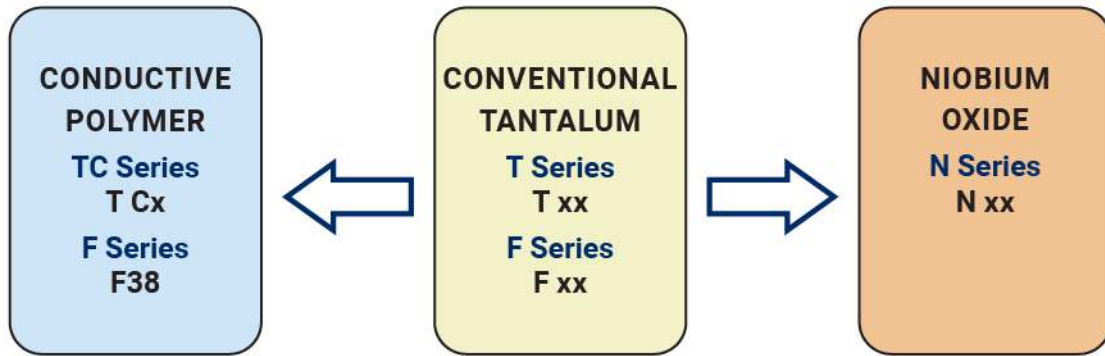 CONDUCTIVE
POLYMER
TC Series
T Cx
F Series
F38
CONVENTIONAL
TANTALUM
T Series
T xx
F Series
F xx
NIOBIUM
OXIDE
N Series
N xx